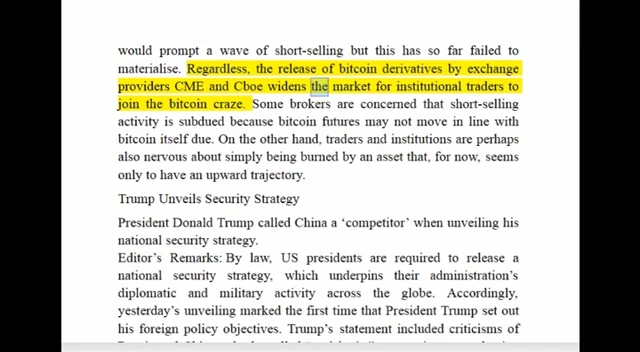 would prompt a wave of short-selling but this has so far failed to
materialise. Regardless, the release of bitcoin derivatives by exchange
providers CME and Cboe widens the market for institutional traders to
join the bitcoin craze. Some brokers are concerned that short-selling
activity is subdued because bitcoin futures may not move in line with
bitcoin itself due. On the other hand, traders and institutions are perhaps
also nervous about simply being burned by an asset that, for now, seems
only to have an upward trajectory.
Trump Unveils Security Strategy
President Donald Trump called China a ‘competitor’ when unveiling his
national security strategy.
Editor’s Remarks: By law, US presidents are required to release a
national security strategy, which underpins their administration’s
diplomatic and military activity across the globe. Accordingly,
yesterday’s unveiling marked the first time that President Trump set out
his foreign policy objectives. Trump’s statement included criticisms of